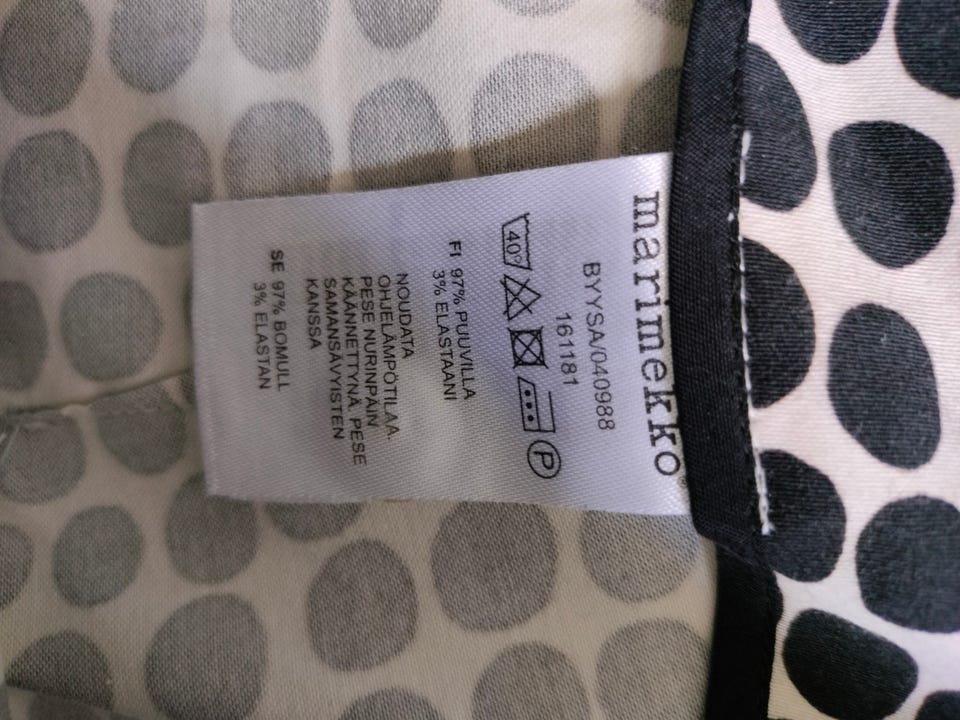 marimekko
BYYSA/040988
161181
40°
P
FI 97% PUUVILLA
3% ELASTAANI
NOUDATA
OHJELÄMPÖTILAA.
PESE NURINPÄIN
KÄÄNNETTYNÄ. PESE
SAMANSÄVYISTEN
KANSSA
SE 97% BOMULL
3% ELASTAN